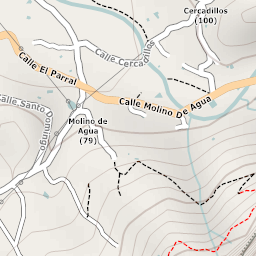 Cercadillos
(100)
Calle Cercadillos
Calle El Parral
Calle Molino De Agua
Calle Santo Domingo
Molino de
Agua
(79)